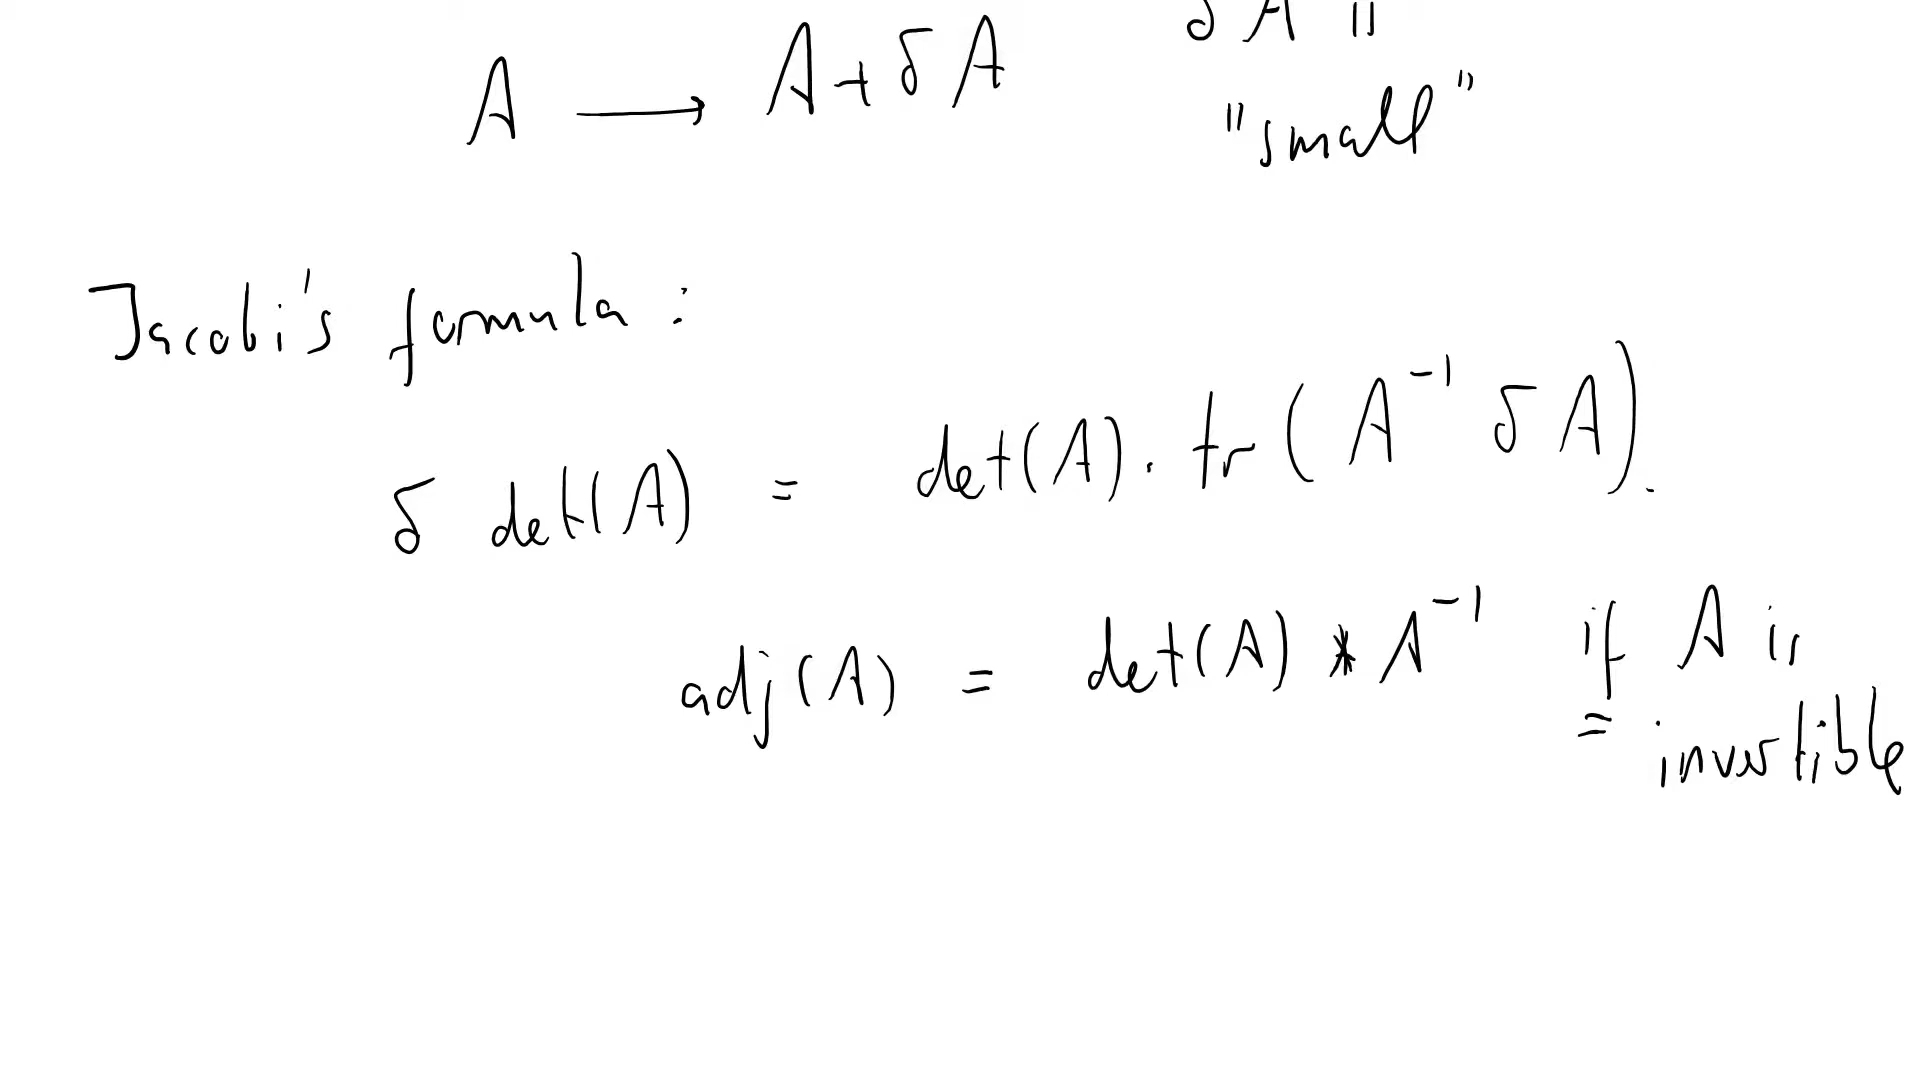 A → A + δA δA is
"small"
Jacobi's formula:
δ det(A) = det(A) · tr(A⁻¹ δA).
adj(A) = det(A) * A⁻¹ if A is
invertible